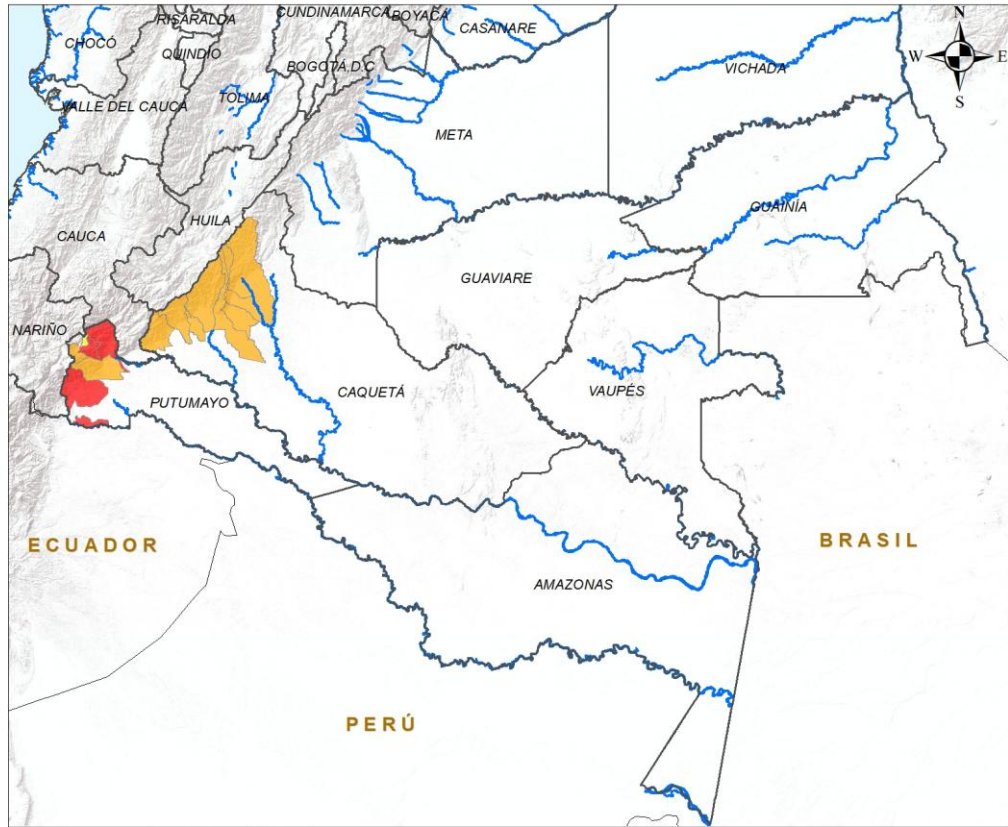 CUNDINAMARCA
BOYACÁ
RISARALDA
CASANARE
CHOCÓ
QUINDÍO
BOGOTÁ D.C
N
W
E
S
VICHADA
VALLE DEL CAUCA
TOLIMA
META
HUILA
GUAINÍA
CAUCA
GUAVIARE
NARIÑO
CAQUETÁ
VAUPÉS
PUTUMAYO
ECUADOR
BRASIL
AMAZONAS
PERÚ